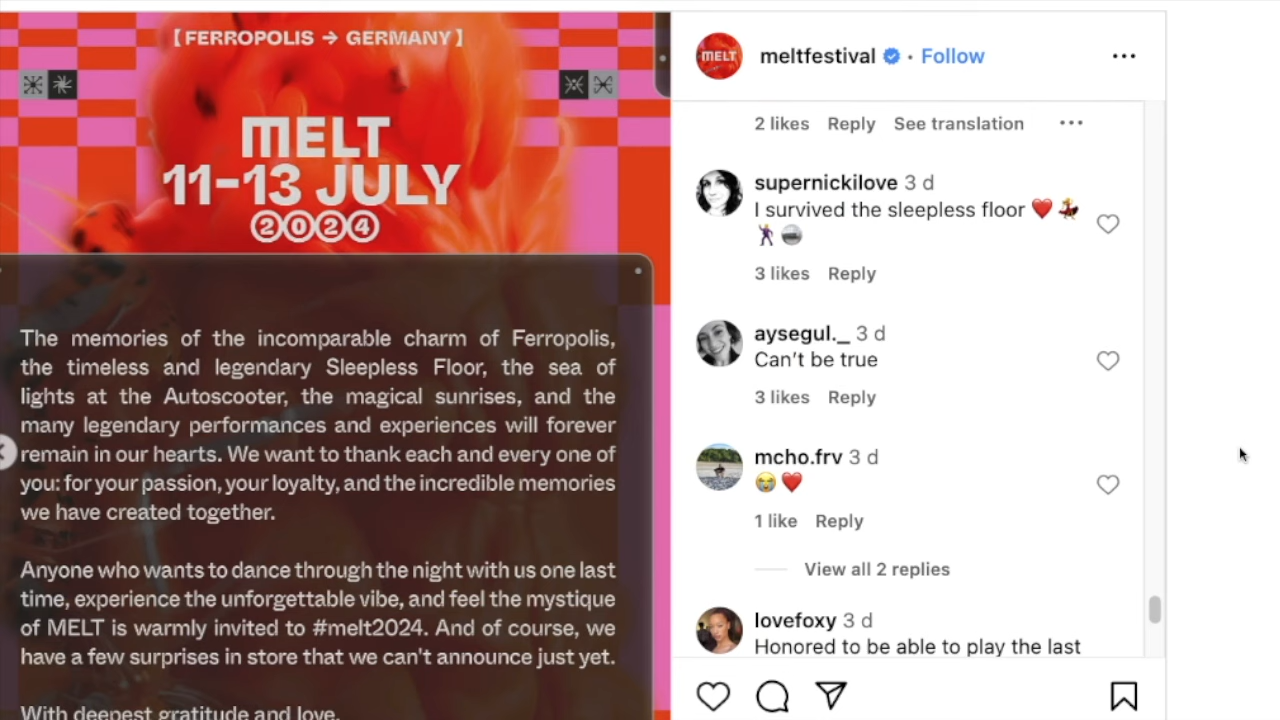 【FERROPOLIS → GERMANY】
MELT
11-13 JULY
2024
The memories of the incomparable charm of Ferropolis,
the timeless and legendary Sleepless Floor, the sea of
lights at the Autoscooter, the magical sunrises, and the
many legendary performances and experiences will forever
remain in our hearts. We want to thank each and every one of
you: for your passion, your loyalty, and the incredible memories
we have created together.
Anyone who wants to dance through the night with us one last
time, experience the unforgettable vibe, and feel the mystique
of MELT is warmly invited to #melt2024. And of course, we
have a few surprises in store that we can't announce just yet.
With deepest gratitude and love,
MELT
meltfestival • Follow
2 likes Reply See translation
supernickilove 3 d
I survived the sleepless floor ❤️ 💃
🕺 🪩
3 likes Reply
aysegul._ 3 d
Can't be true
3 likes Reply
mcho.frv 3 d
😭 ❤️
1 like Reply
View all 2 replies
lovefoxy 3 d
Honored to be able to play the last